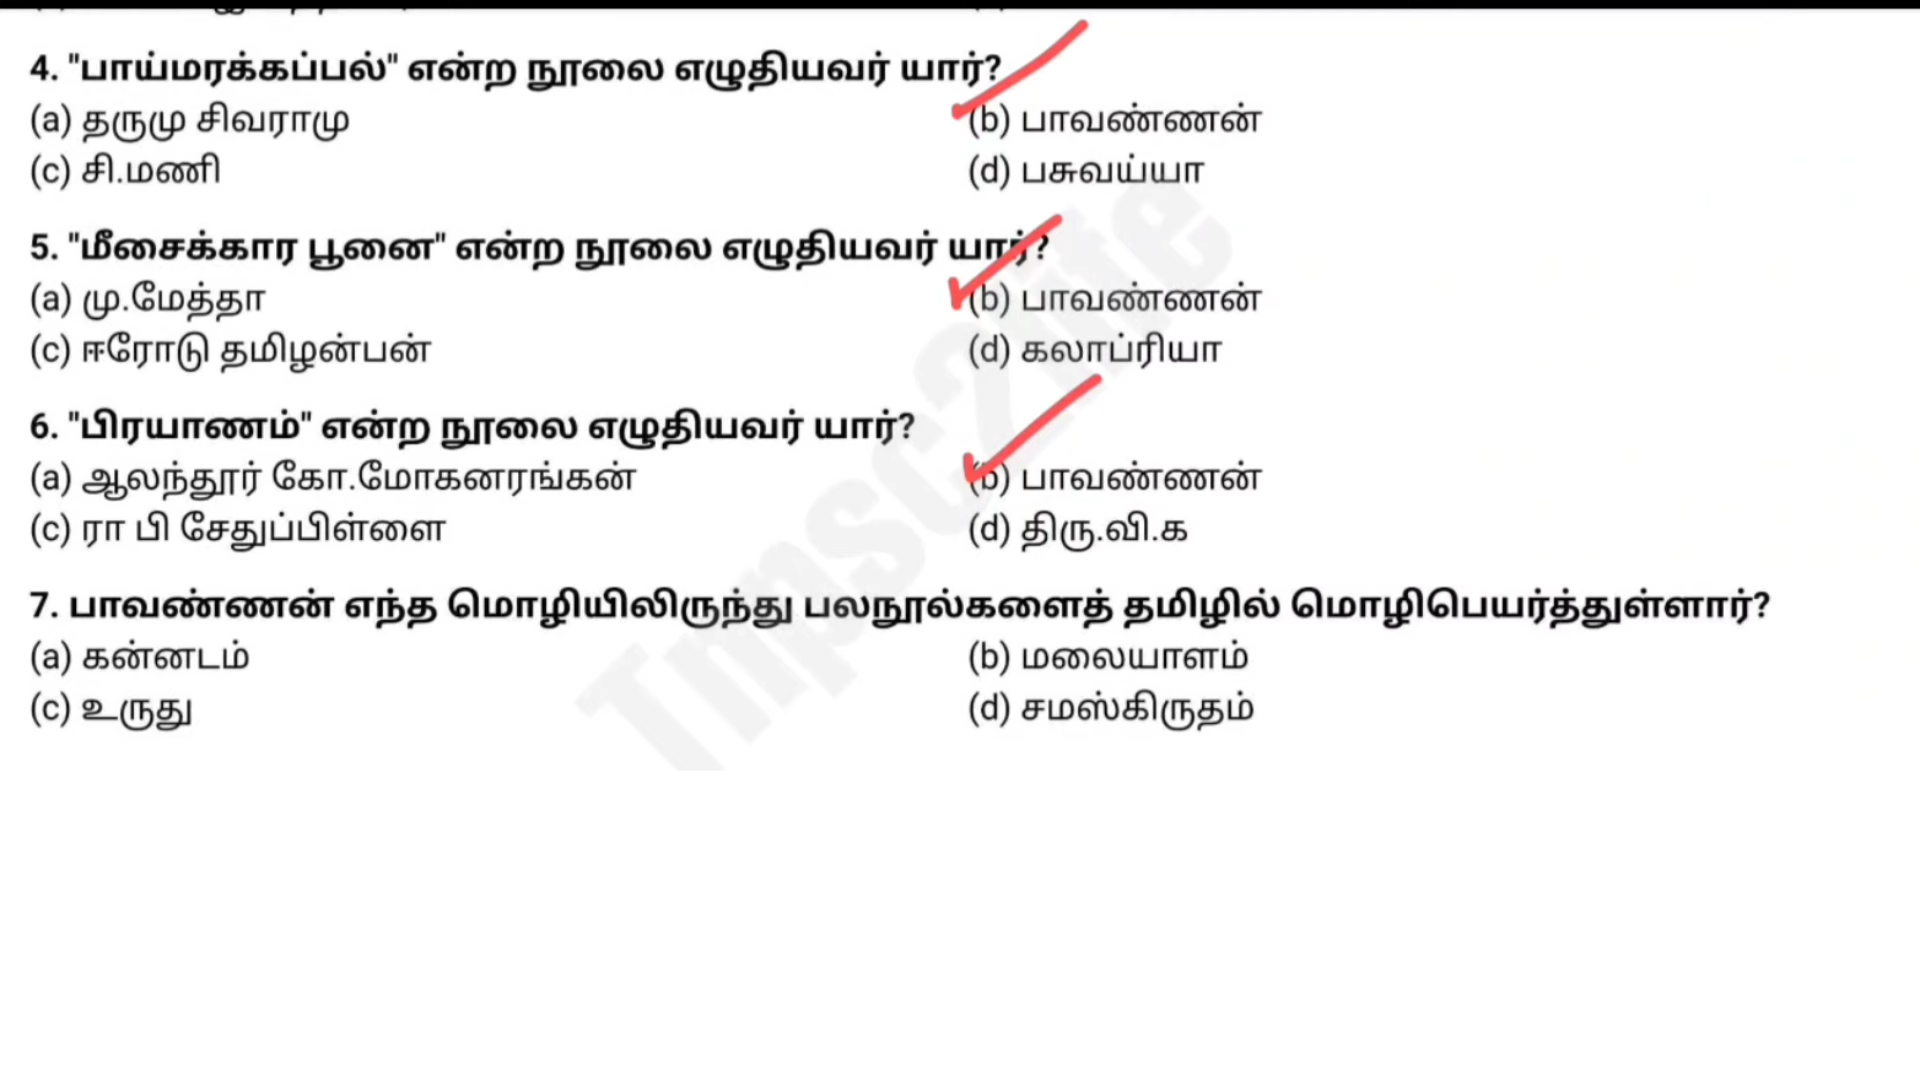 4. "பாய்மரக்கப்பல்" என்ற நூலை எழுதியவர் யார்?
(a) தருமு சிவராமு (b) பாவண்ணன்
(c) சி.மணி (d) பசுவய்யா
5. "மீசைக்கார பூனை" என்ற நூலை எழுதியவர் யார்?
(a) மு.மேத்தா (b) பாவண்ணன்
(c) ஈரோடு தமிழன்பன் (d) கலாப்ரியா
6. "பிரயாணம்" என்ற நூலை எழுதியவர் யார்?
(a) ஆலந்தூர் கோ.மோகனரங்கன் (b) பாவண்ணன்
(c) ரா பி சேதுப்பிள்ளை (d) திரு.வி.க
7. பாவண்ணன் எந்த மொழியிலிருந்து பலநூல்களைத் தமிழில் மொழிபெயர்த்துள்ளார்?
(a) கன்னடம் (b) மலையாளம்
(c) உருது (d) சமஸ்கிருதம்
Tnpsc2life